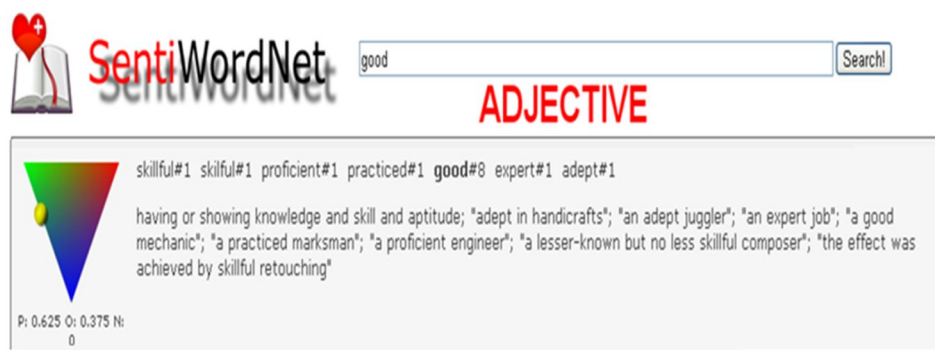 SentiWordNet good Search!
ADJECTIVE
skillful#1 skilful#1 proficient#1 practiced#1 good#8 expert#1 adept#1
having or showing knowledge and skill and aptitude; "adept in handicrafts"; "an adept juggler"; "an expert job"; "a good
mechanic"; "a practiced marksman"; "a proficient engineer"; "a lesser-known but no less skillful composer"; "the effect was
achieved by skillful retouching"
P: 0.625 O: 0.375 N:
0